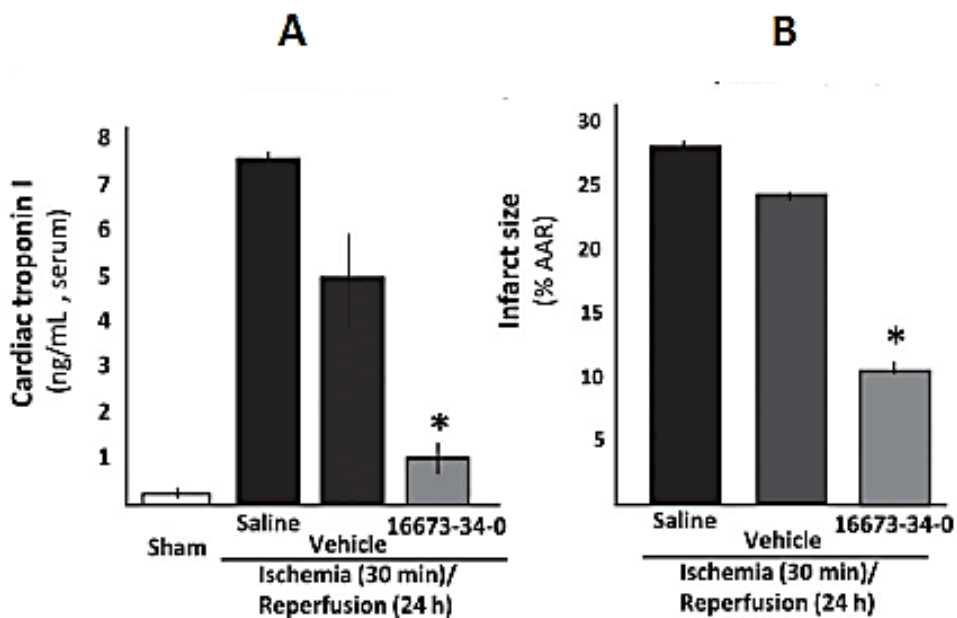 A
B
Cardiac troponin I
(ng/mL , serum)
8
7
6
5
4
3
2
1
*
Sham
Saline
Vehicle
16673-34-0
Ischemia (30 min)/
Reperfusion (24 h)
Infarct size
(% AAR)
30
25
20
15
10
5
*
Saline
Vehicle
16673-34-0
Ischemia (30 min)/
Reperfusion (24 h)